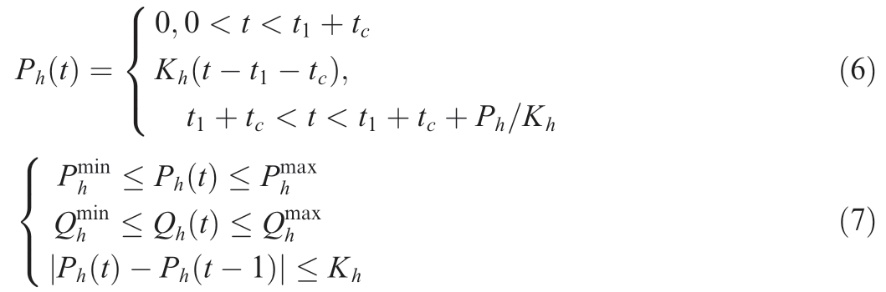 P_h(t) = { 0, 0 < t < t_1 + t_c
K_h(t − t_1 − t_c), (6)
t_1 + t_c < t < t_1 + t_c + P_h/K_h
{ P_h^min ≤ P_h(t) ≤ P_h^max
Q_h^min ≤ Q_h(t) ≤ Q_h^max (7)
|P_h(t) − P_h(t − 1)| ≤ K_h